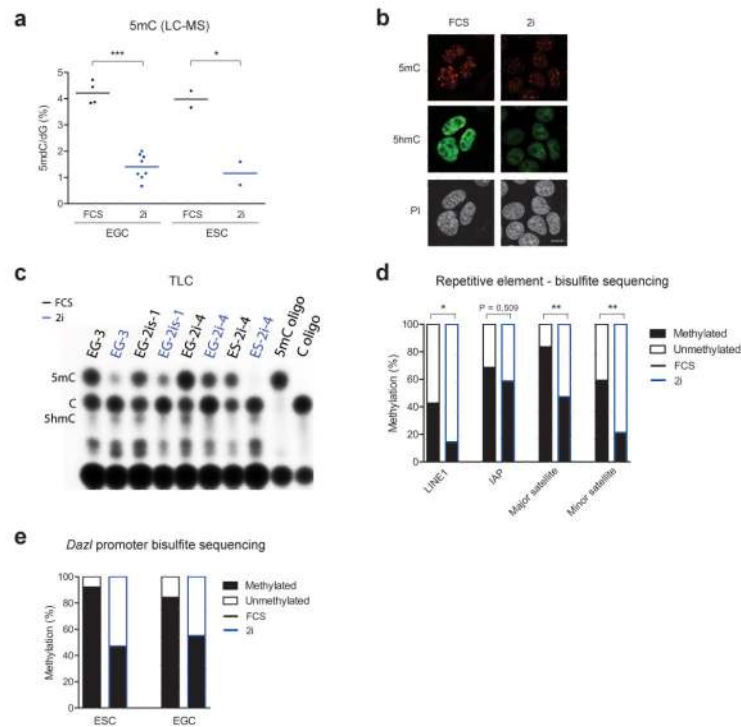 a
5mC (LC-MS)
***
*
5
4
3
2
1
0
5mdC/dG (%)
FCS
2i
FCS
2i
EGC
ESC
b
FCS
2i
5mC
5hmC
PI
c
TLC
FCS
2i
EG-3
EG-3
EG-2is-1
EG-2is-1
EG-2i-4
EG-2i-4
ES-2i-4
ES-2i-4
5mC oligo
C oligo
5mC
C
5hmC
d
Repetitive element - bisulfite sequencing
*
P = 0.509
**
**
100
80
60
40
20
0
Methylation (%)
LINE1
IAP
Major satellite
Minor satellite
Methylated
Unmethylated
FCS
2i
e
Dazl promoter bisulfite sequencing
100
80
60
40
20
0
Methylation (%)
ESC
EGC
Methylated
Unmethylated
FCS
2i